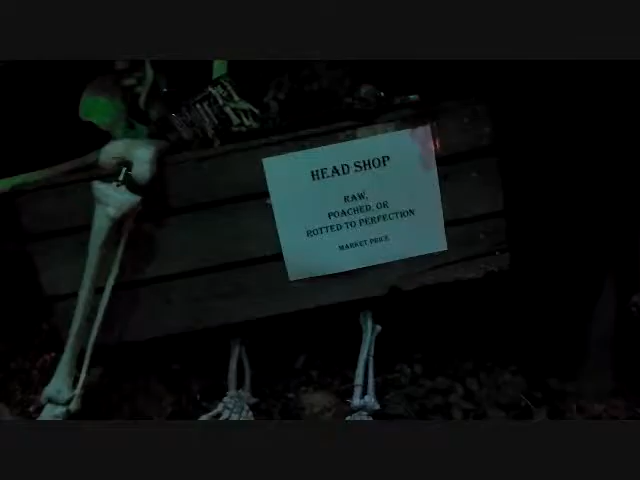 HEAD SHOP
RAW,
POACHED, OR
ROTTED TO PERFECTION
MARKET PRICE